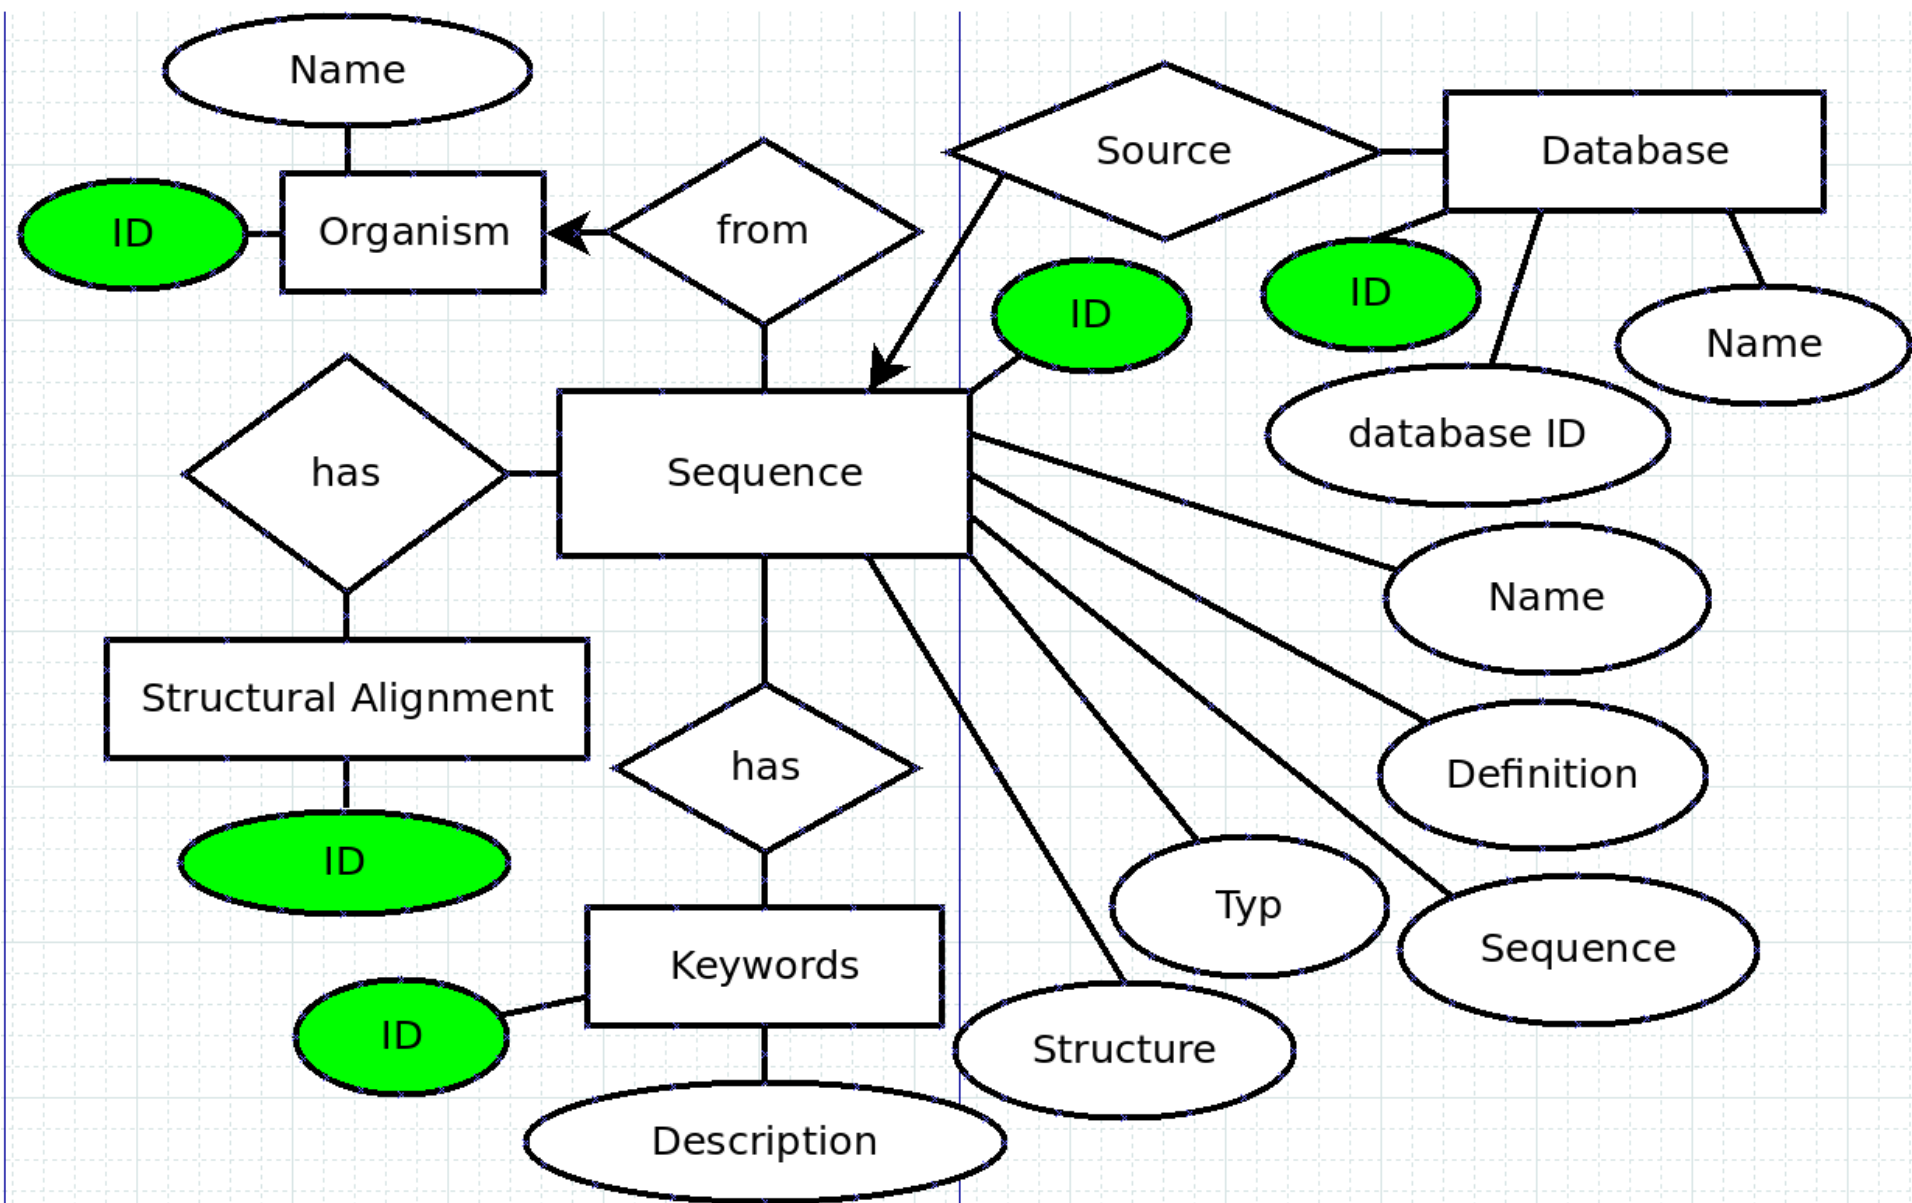 Name
Source
Database
ID
Organism
from
ID
ID
Name
database ID
has
Sequence
Name
Structural Alignment
has
Definition
ID
Typ
Sequence
Keywords
ID
Structure
Description